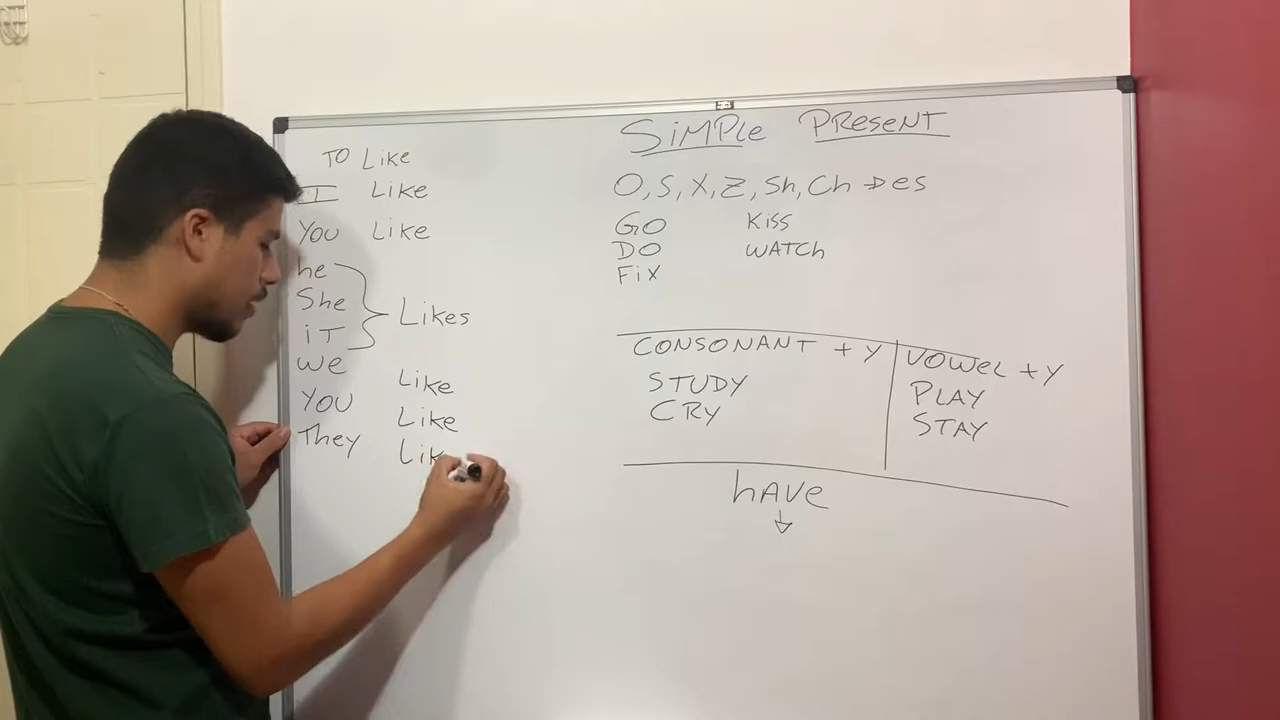 TO Like
I Like
You Like
he
She
iT
Likes
we Like
You Like
They Lik
SiMPLe PResenT
O, S, X, Z, Sh, Ch → es
GO Kiss
DO WATCh
FiX
CONSONANT + Y
STUDY
CRY
VOWeL + Y
PLAY
STAY
hAVe
↓